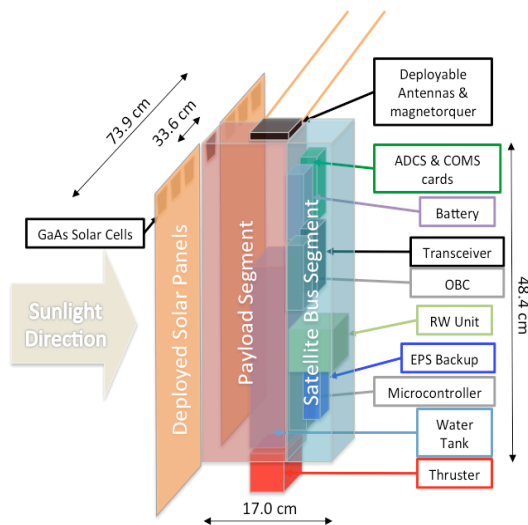 73.9 cm
33.6 cm
Deployable
Antennas &
magnetorquer
ADCS & COMS
cards
GaAs Solar Cells
Battery
Transceiver
OBC
RW Unit
EPS Backup
Microcontroller
Water
Tank
Thruster
48.4 cm
Sunlight
Direction
Deployed Solar Panels
Payload Segment
Satellite Bus Segment
17.0 cm